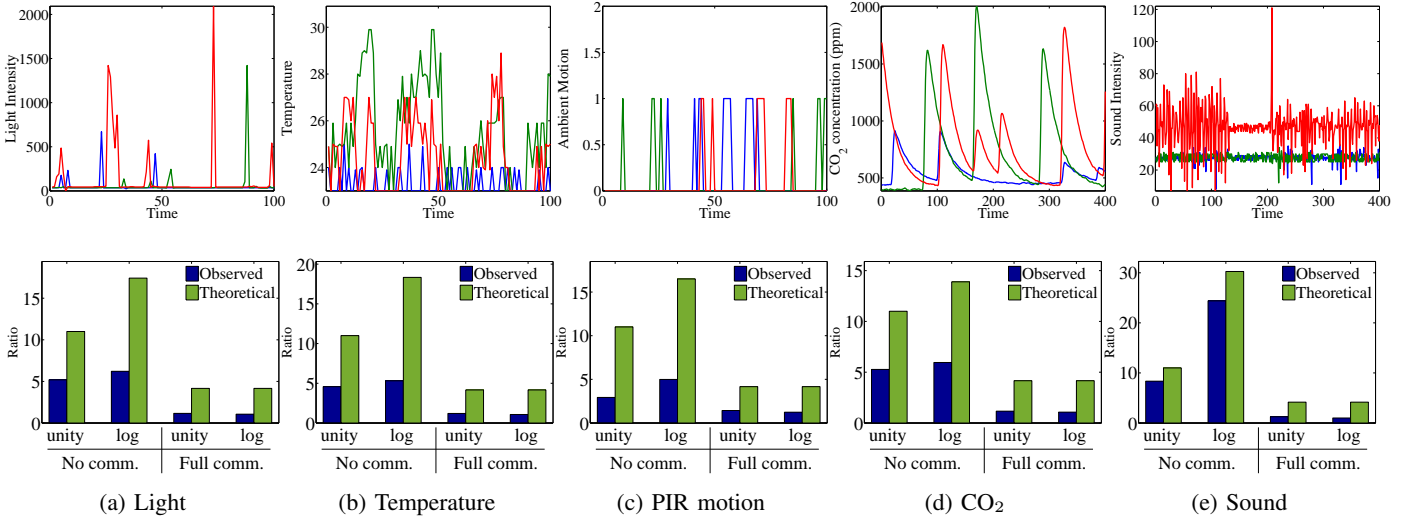 2000
1500
1000
500
0
0
50
100
Light Intensity
Time
30
28
26
24
0
50
100
Temperature
Time
2
1.5
1
0.5
0
0
50
100
Ambient Motion
Time
2000
1500
1000
500
0
100
200
300
400
CO2 concentration (ppm)
Time
120
100
80
60
40
20
0
100
200
300
400
Sound Intensity
Time
15
10
5
0
Ratio
Observed
Theoretical
unity log unity log
No comm. Full comm.
20
15
10
5
0
Ratio
Observed
Theoretical
unity log unity log
No comm. Full comm.
15
10
5
0
Ratio
Observed
Theoretical
unity log unity log
No comm. Full comm.
15
10
5
0
Ratio
Observed
Theoretical
unity log unity log
No comm. Full comm.
30
20
10
0
Ratio
Observed
Theoretical
unity log unity log
No comm. Full comm.
(a) Light
(b) Temperature
(c) PIR motion
(d) CO₂
(e) Sound